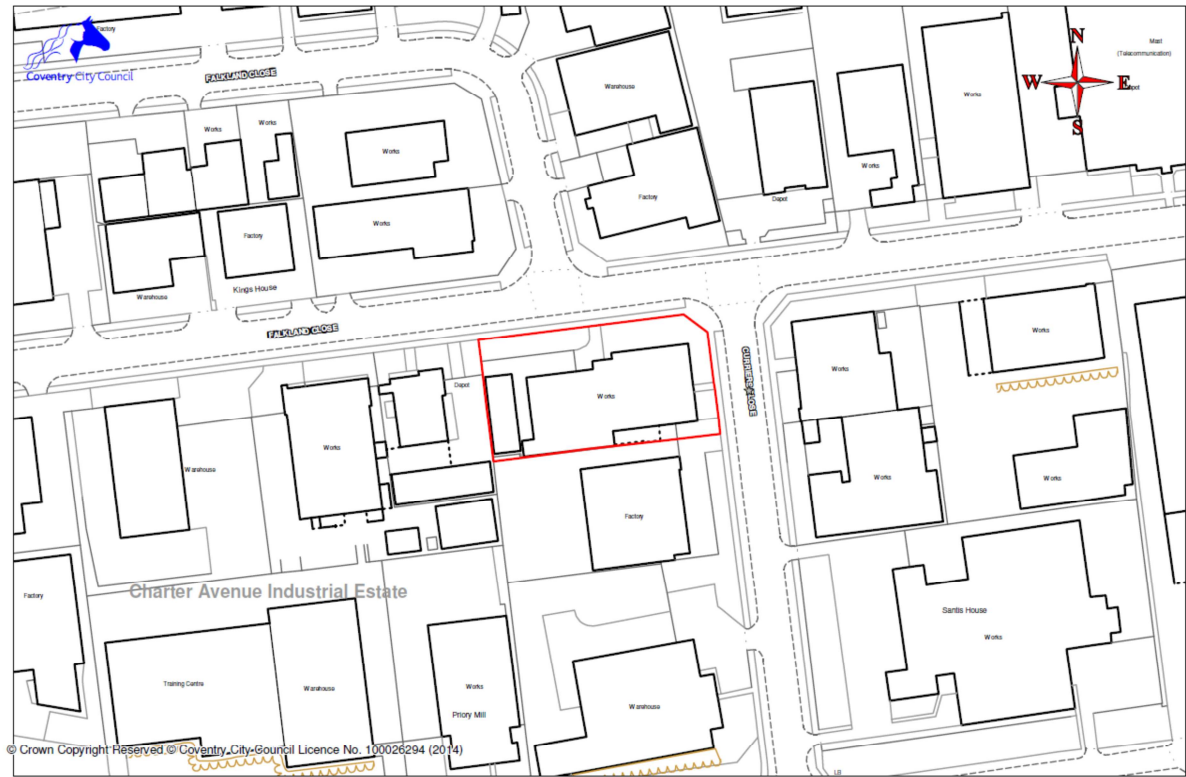 Factory
Coventry City Council
FALKLAND CLOSE
Warehouse
Works
Mast
(Telecommunication)
Depot
N
W E
S
Works
Works
Works
Works
Factory
Depot
Works
Factory
Works
Kings House
Warehouse
FALKLAND CLOSE
Works
Depot
Works
CURRIERS CLOSE
Works
Warehouse
Works
Factory
Works
Works
Charter Avenue Industrial Estate
Factory
Santis House
Works
Training Centre
Warehouse
Works
Priory Mill
Warehouse
© Crown Copyright Reserved © Coventry City Council Licence No. 100026294 (2014)
LB